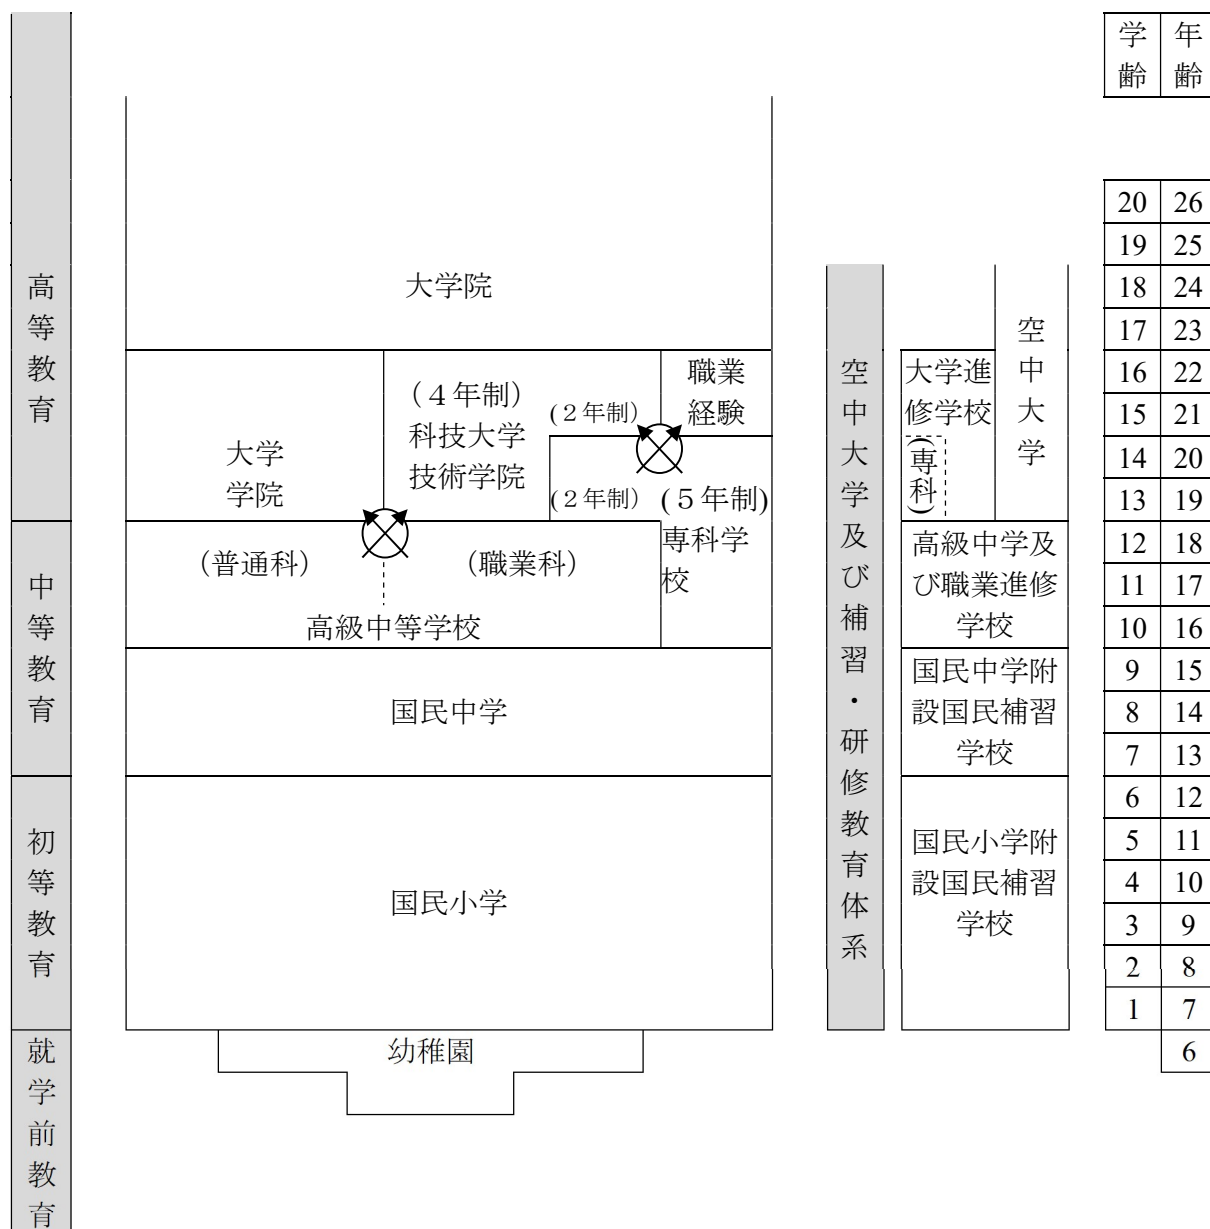 学齢
年齢
高等教育
中等教育
初等教育
就学前教育
大学院
大学
学院
(４年制)
科技大学
技術学院
(２年制)
職業
経験
(２年制)
(５年制)
専科学
校
(普通科)
(職業科)
高級中等学校
国民中学
国民小学
幼稚園
空中大学及び補習・研修教育体系
大学進
修学校
(専科)
空中大学
高級中学及
び職業進修
学校
国民中学附
設国民補習
学校
国民小学附
設国民補習
学校
20 26
19 25
18 24
17 23
16 22
15 21
14 20
13 19
12 18
11 17
10 16
9 15
8 14
7 13
6 12
5 11
4 10
3 9
2 8
1 7
6